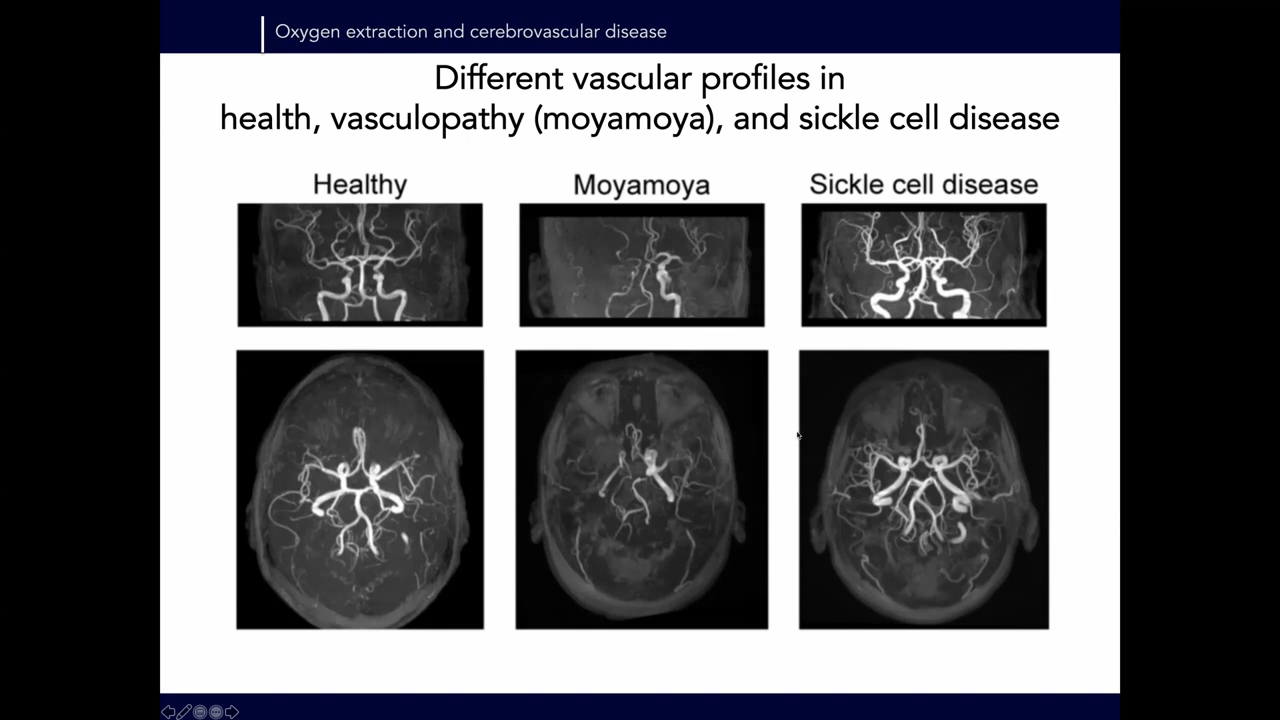 Oxygen extraction and cerebrovascular disease
Different vascular profiles in
health, vasculopathy (moyamoya), and sickle cell disease
Healthy
Moyamoya
Sickle cell disease